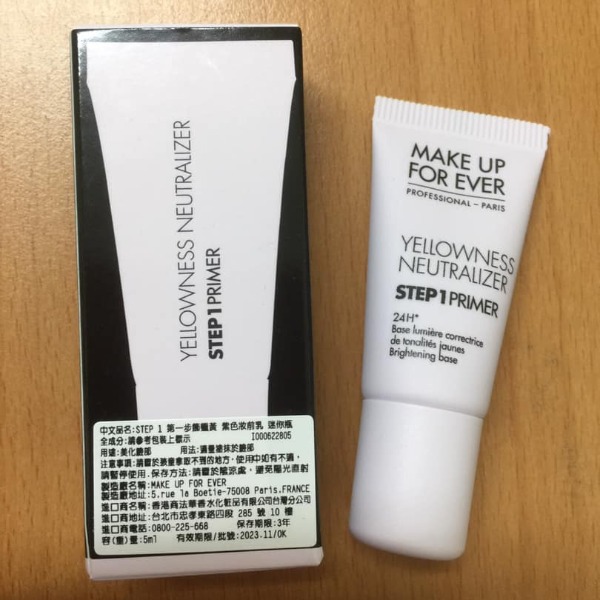 YELLOWNESS NEUTRALIZER
STEP 1 PRIMER
中文品名:STEP 1 第一步飾蠟黃 紫色妝前乳 迷你瓶
全成分:請參考包裝上標示 I000622805
用途:美化臉部 用法:適量塗抹於臉部
注意事項:請置於孩童拿取不到的地方,使用中如有不適,
請暫停使用.保存方法:請置於陰涼處,避免陽光直射
製造廠名稱:MAKE UP FOR EVER
製造廠地址:5.rue la Boetie-75008 Paris.FRANCE
進口商名稱:香港商法華香水化粧品有限公司台灣分公司
進口商地址:台北市忠孝東路四段 285 號 10 樓
進口商電話:0800-225-668 保存期限:3年
容(重)量:5ml 有效期限/批號:2023.11/0K
MAKE UP
FOR EVER
PROFESSIONAL – PARIS
YELLOWNESS
NEUTRALIZER
STEP 1 PRIMER
24H*
Base lumière correctrice
de tonalités jaunes
Brightening base